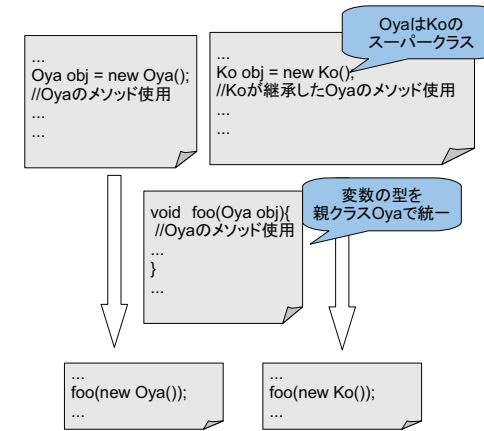 OyaはKoの
スーパークラス
...
Oya obj = new Oya();
//Oyaのメソッド使用
...
...
...
Ko obj = new Ko();
//Koが継承したOyaのメソッド使用
...
...
変数の型を
親クラスOyaで統一
void foo(Oya obj){
//Oyaのメソッド使用
...
}
...
...
foo(new Oya());
...
...
foo(new Ko());
...